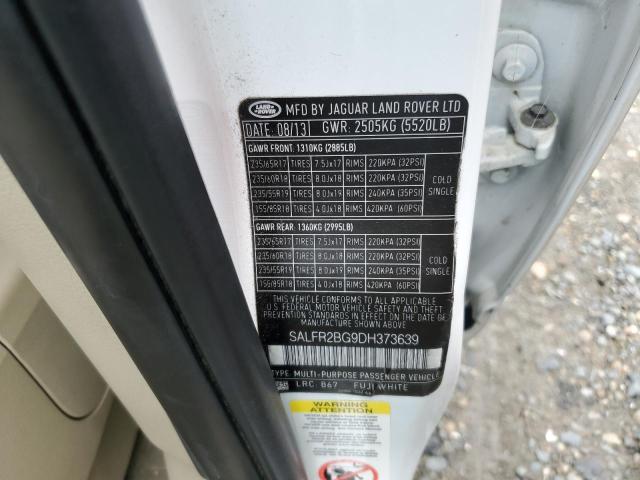 LAND ROVER
MFD BY JAGUAR LAND ROVER LTD
DATE: 08/13 GWR: 2505KG (5520LB)
GAWR FRONT: 1310KG (2885LB)
235/65R17 TIRES 7.5Jx17 RIMS 220KPA (32PSI)
235/60R18 TIRES 8.0Jx18 RIMS 220KPA (32PSI)
235/55R19 TIRES 8.0Jx19 RIMS 240KPA (35PSI)
155/85R18 TIRES 4.0Jx18 RIMS 420KPA (60PSI)
COLD
SINGLE
GAWR REAR: 1360KG (2995LB)
235/65R17 TIRES 7.5Jx17 RIMS 220KPA (32PSI)
235/60R18 TIRES 8.0Jx18 RIMS 220KPA (32PSI)
235/55R19 TIRES 8.0Jx19 RIMS 240KPA (35PSI)
155/85R18 TIRES 4.0Jx18 RIMS 420KPA (60PSI)
COLD
SINGLE
THIS VEHICLE CONFORMS TO ALL APPLICABLE
U.S. FEDERAL MOTOR VEHICLE SAFETY AND THEFT
PREVENTION STANDARDS IN EFFECT ON THE DATE
OF MANUFACTURE SHOWN ABOVE.
SALFR2BG9DH373639
TYPE: MULTI-PURPOSE PASSENGER VEHICLE
LRC 867 FUJI WHITE
WARNING AVERTISSEMENT